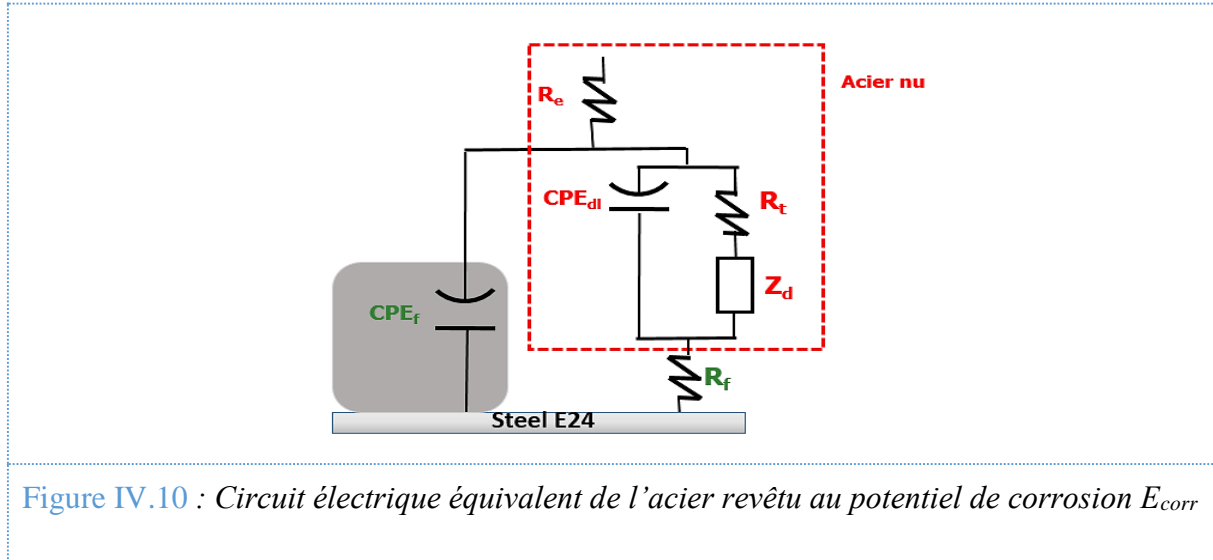 Acier nu
Re
CPEdl
Rt
Zd
CPEf
Rf
Steel E24
Figure IV.10 : Circuit électrique équivalent de l’acier revêtu au potentiel de corrosion Ecorr